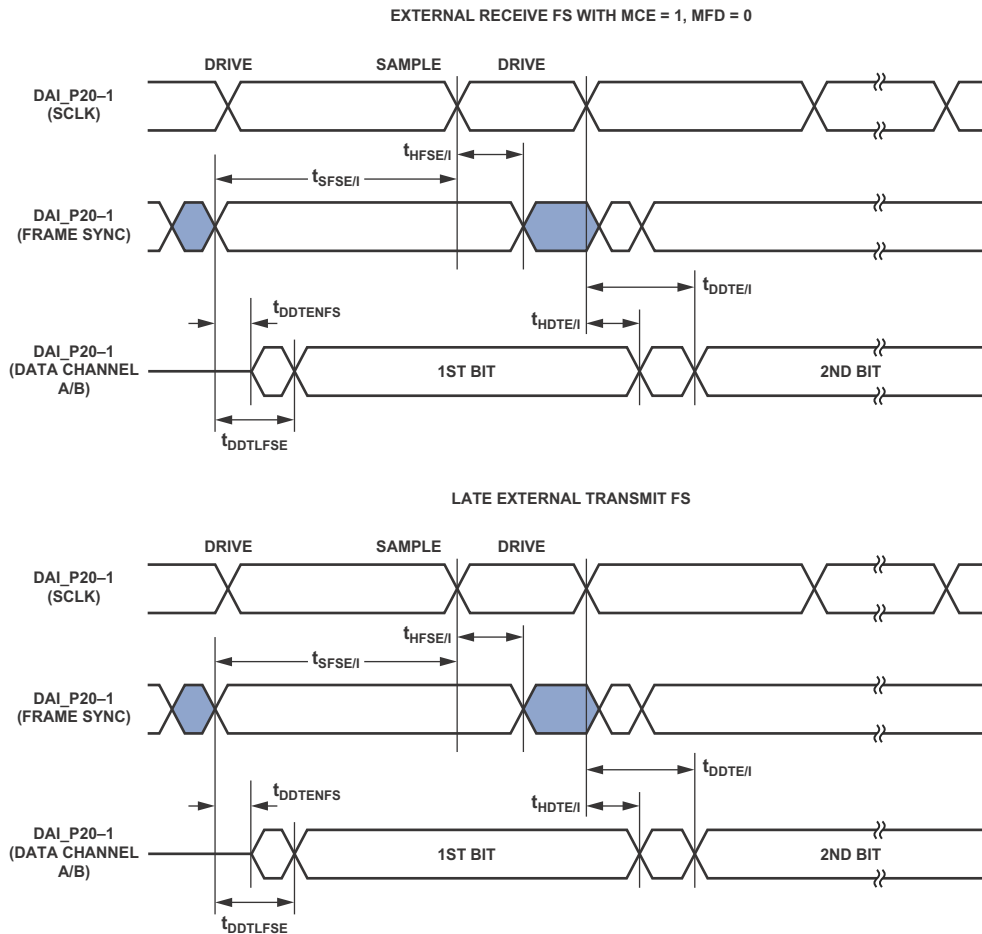 EXTERNAL RECEIVE FS WITH MCE = 1, MFD = 0
DRIVE SAMPLE DRIVE
DAI_P20–1
(SCLK)
tHFSE/I
tSFSE/I
DAI_P20–1
(FRAME SYNC)
tDDTE/I
tDDTENFS
tHDTE/I
DAI_P20–1
(DATA CHANNEL
A/B)
1ST BIT 2ND BIT
tDDTLFSE
LATE EXTERNAL TRANSMIT FS
DRIVE SAMPLE DRIVE
DAI_P20–1
(SCLK)
tHFSE/I
tSFSE/I
DAI_P20–1
(FRAME SYNC)
tDDTE/I
tDDTENFS
tHDTE/I
DAI_P20–1
(DATA CHANNEL
A/B)
1ST BIT 2ND BIT
tDDTLFSE